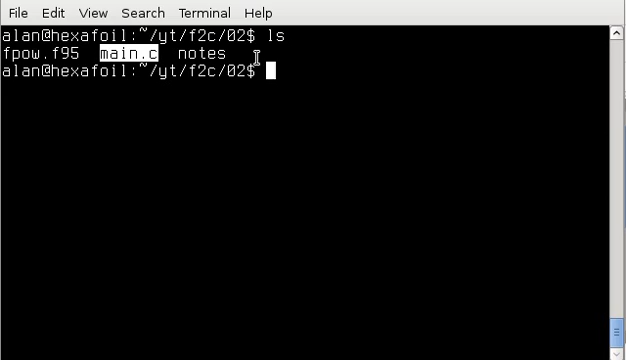 File Edit View Search Terminal Help
alan@hexafoil:~/yt/f2c/02$ ls
fpow.f95 main.c notes
alan@hexafoil:~/yt/f2c/02$